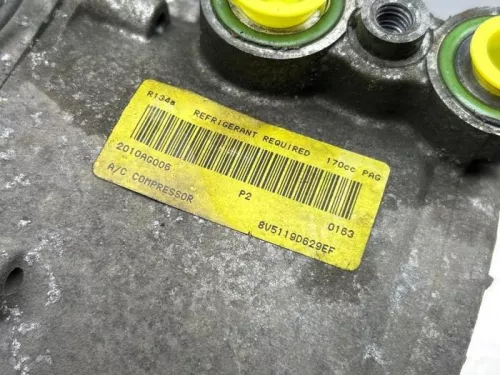 R134a REFRIGERANT REQUIRED 170cc PAG
2010AG006 P2 0163
A/C COMPRESSOR 8V5119D629EF